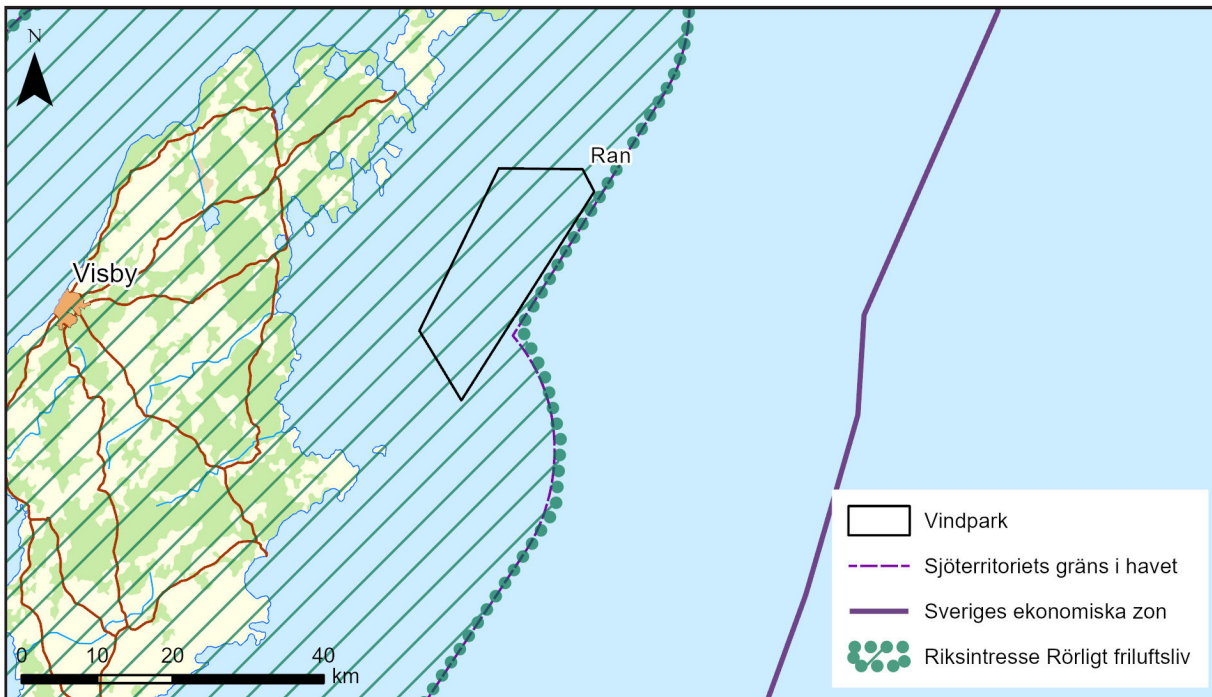 N
Ran
Visby
0 10 20 40
km
Vindpark
Sjöterritoriets gräns i havet
Sveriges ekonomiska zon
Riksintresse Rörligt friluftsliv